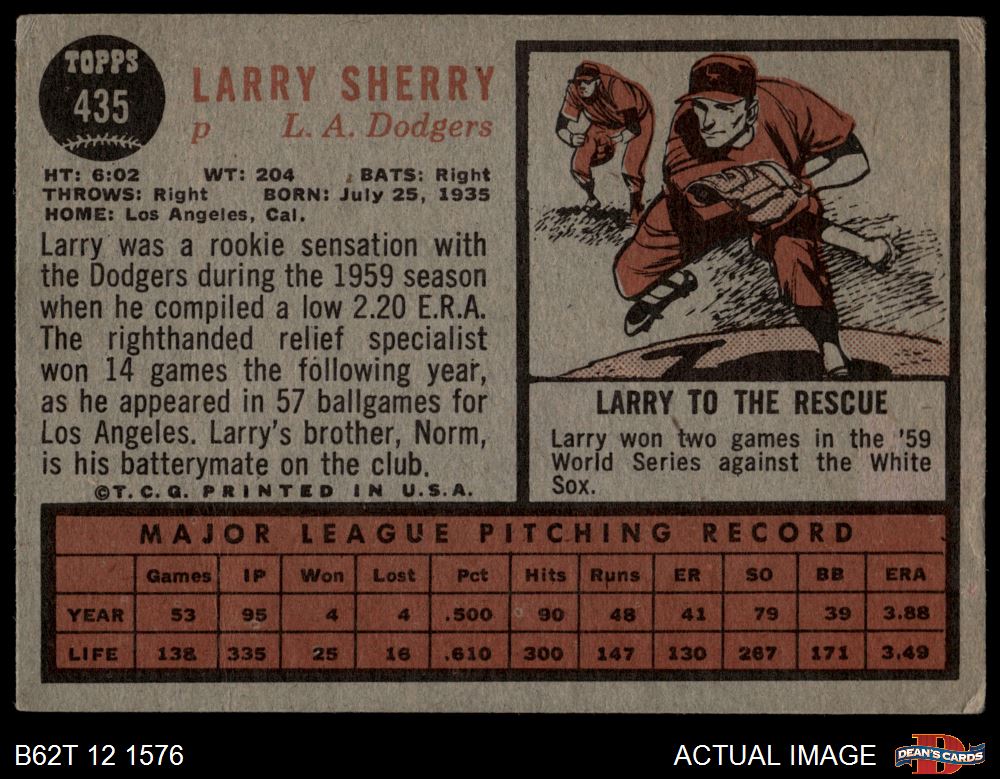 TOPPS
435
LARRY SHERRY
p L. A. Dodgers
HT: 6:02 WT: 204 BATS: Right
THROWS: Right BORN: July 25, 1935
HOME: Los Angeles, Cal.
Larry was a rookie sensation with
the Dodgers during the 1959 season
when he compiled a low 2.20 E.R.A.
The righthanded relief specialist
won 14 games the following year,
as he appeared in 57 ballgames for
Los Angeles. Larry's brother, Norm,
is his batterymate on the club.
©T.C.G. PRINTED IN U.S.A.
LARRY TO THE RESCUE
Larry won two games in the '59
World Series against the White
Sox.
MAJOR LEAGUE PITCHING RECORD
Games IP Won Lost Pct Hits Runs ER SO BB ERA
YEAR 53 95 4 4 .500 90 48 41 79 39 3.88
LIFE 138 335 25 16 .610 300 147 130 267 171 3.49
B62T 12 1576
ACTUAL IMAGE
DEAN'S CARDS